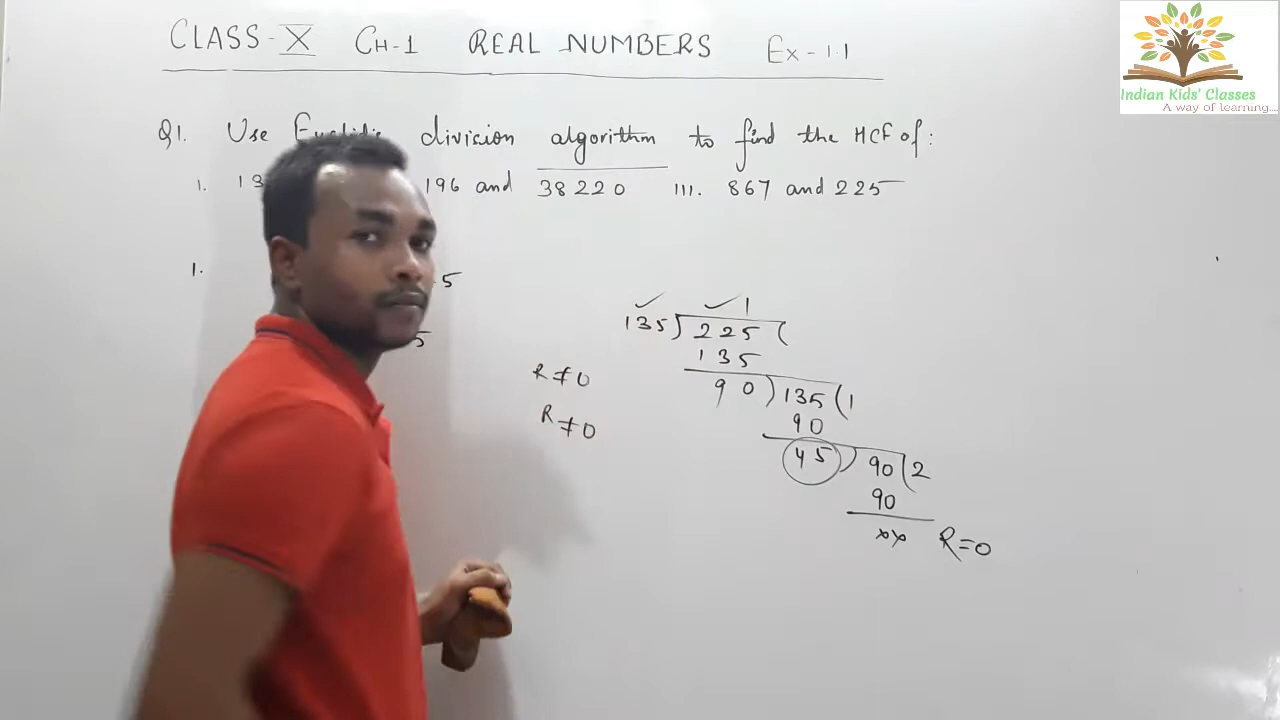 CLASS-X CH-1 REAL NUMBERS EX-1.1
Indian Kids' Classes
A way of learning....
Q1. Use division algorithm to find the HCF of:
1. 196 and 38220 III. 867 and 225
1. 5
5
1
135) 225 (
135
R≠0
90) 135 (1
90
R≠0
45) 90 (2
90
×× R=0